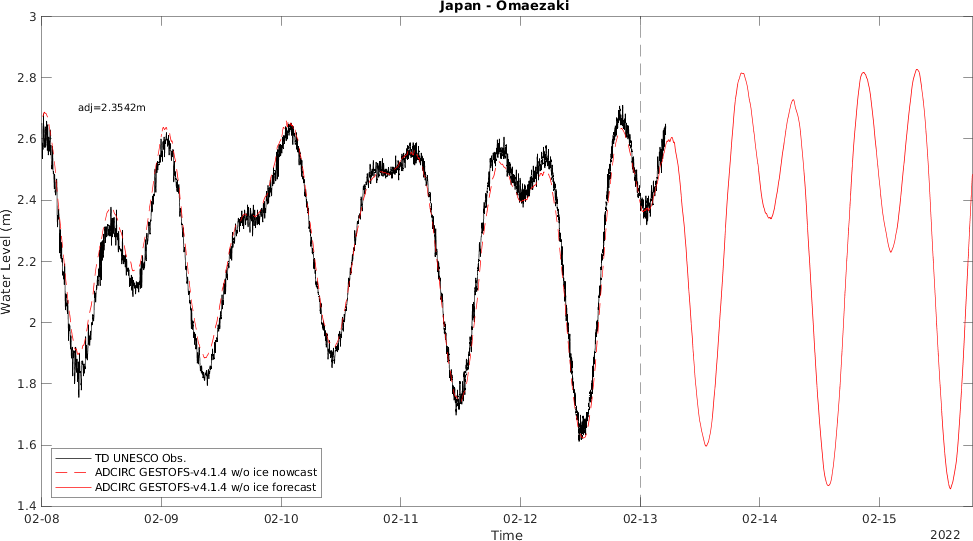 Japan - Omaezaki
3
2.8
adj=2.3542m
2.6
2.4
2.2
2
1.8
1.6
1.4
Water Level (m)
TD UNESCO Obs.
ADCIRC GESTOFS-v4.1.4 w/o ice nowcast
ADCIRC GESTOFS-v4.1.4 w/o ice forecast
02-08 02-09 02-10 02-11 02-12 02-13 02-14 02-15
Time
2022